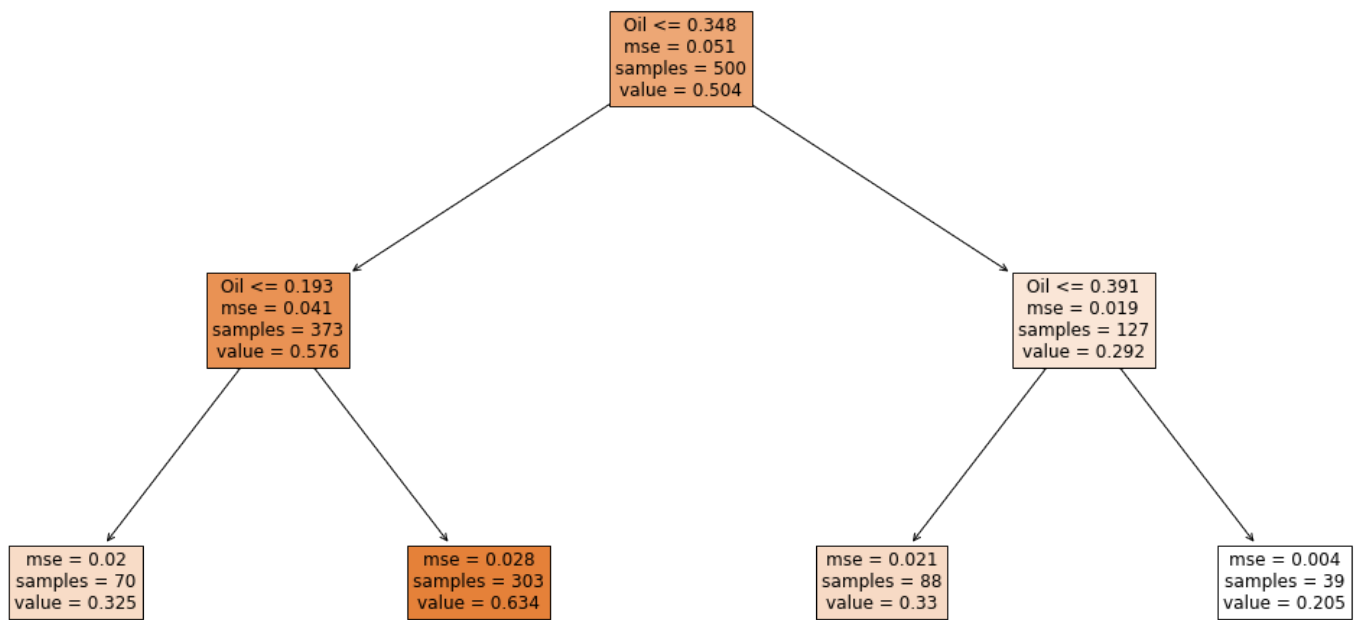 Oil <= 0.348
mse = 0.051
samples = 500
value = 0.504
Oil <= 0.193
mse = 0.041
samples = 373
value = 0.576
Oil <= 0.391
mse = 0.019
samples = 127
value = 0.292
mse = 0.02
samples = 70
value = 0.325
mse = 0.028
samples = 303
value = 0.634
mse = 0.021
samples = 88
value = 0.33
mse = 0.004
samples = 39
value = 0.205